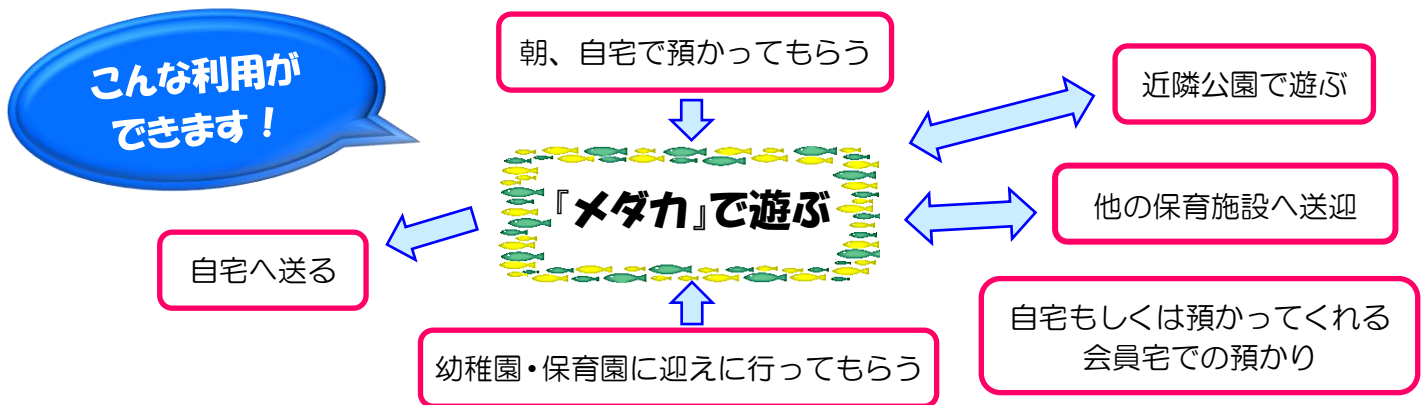 こんな利用が
できます！
朝、自宅で預かってもらう
近隣公園で遊ぶ
『メダカ』で遊ぶ
他の保育施設へ送迎
自宅へ送る
自宅もしくは預かってくれる
会員宅での預かり
幼稚園・保育園に迎えに行ってもらう